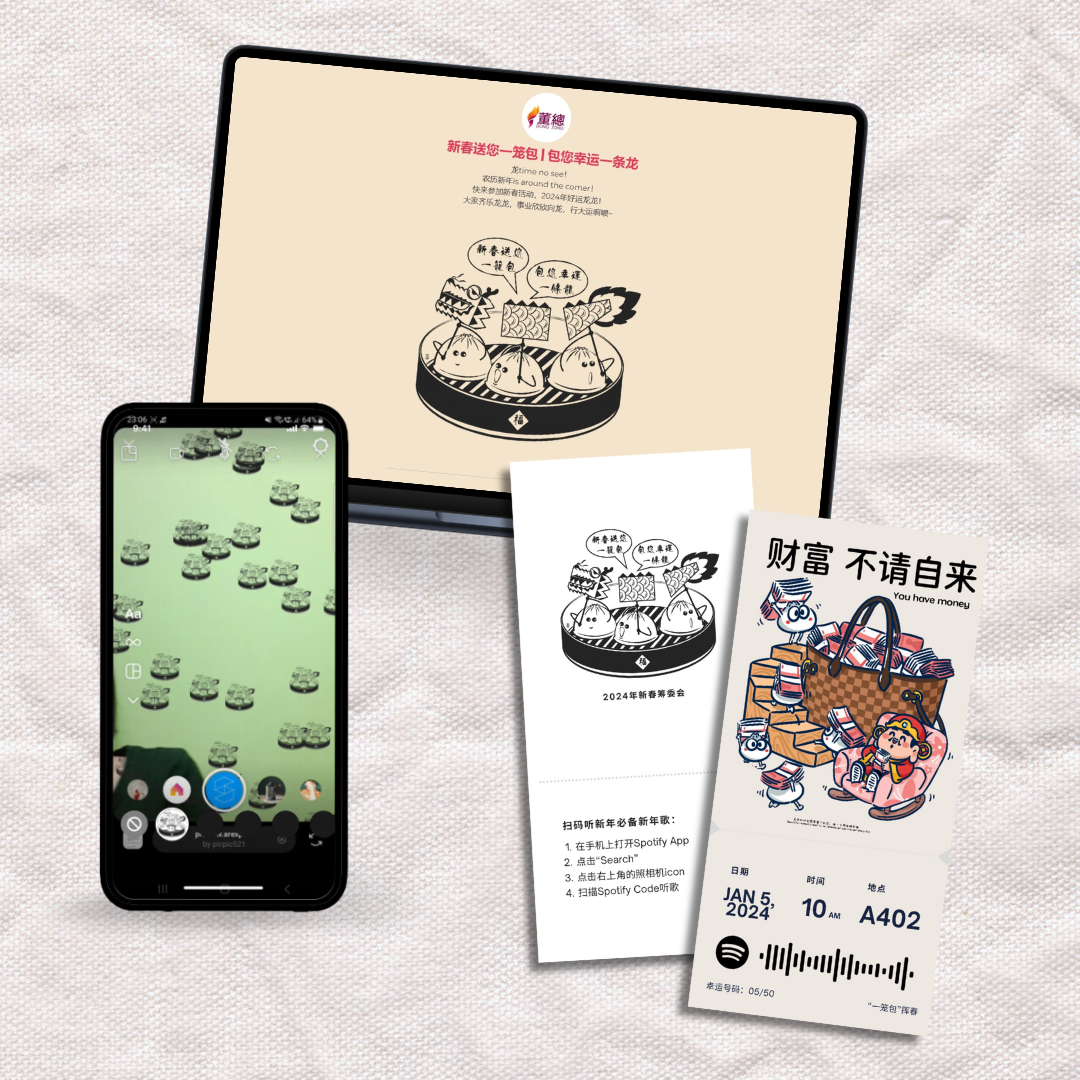 董總
DONG ZONG
新春送您一笼包 | 包您幸运一条龙
龙time no see!
农历新年is around the corner!
快来参加新春活动，2024年好运龙龙!
大家齐乐龙龙，事业欣欣向龙，行大运啊喂~
新春送您
一籠包
包您幸運
一條龍
福
23:06
64%
9:41
Aa
by picpic521
新春送您
一籠包
包您幸運
一條龍
福
2024年新春筹委会
扫码听新年必备新年歌：
1. 在手机上打开Spotify App
2. 点击“Search”
3. 点击右上角的照相机icon
4. 扫描Spotify Code听歌
财富 不请自来
You have money
日期
时间
地点
JAN 5,
2024
10 AM
A402
幸运号码：05/50
“一笼包”挥春